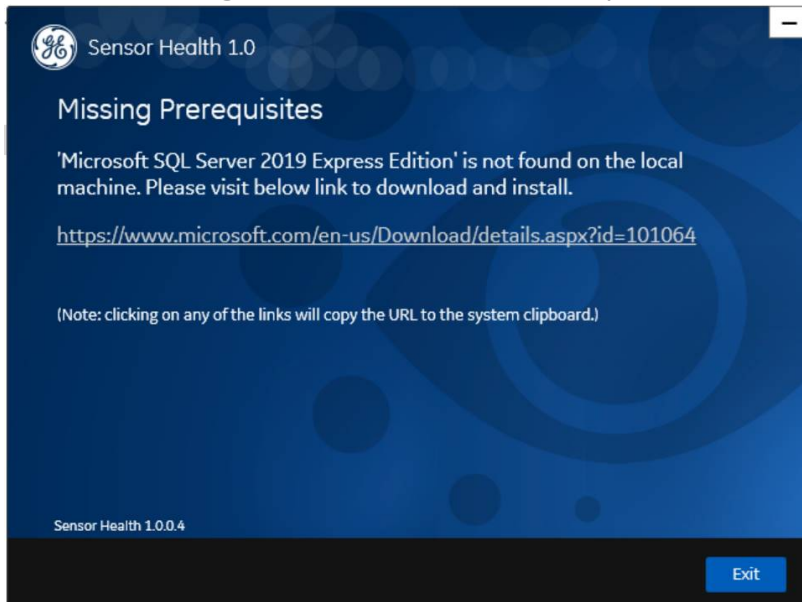 Sensor Health 1.0
Missing Prerequisites
'Microsoft SQL Server 2019 Express Edition' is not found on the local
machine. Please visit below link to download and install.
https://www.microsoft.com/en-us/Download/details.aspx?id=101064
(Note: clicking on any of the links will copy the URL to the system clipboard.)
Sensor Health 1.0.0.4
Exit